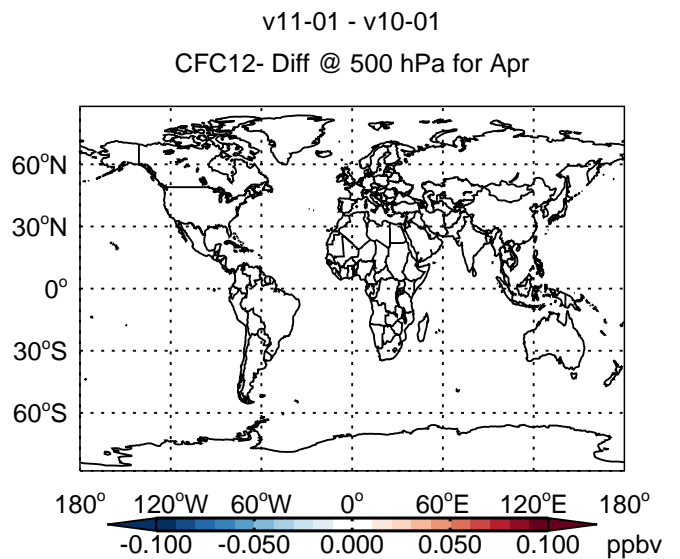 v11-01 - v10-01
CFC12- Diff @ 500 hPa for Apr
60°N
30°N
0°
30°S
60°S
180° 120°W 60°W 0° 60°E 120°E 180°
-0.100 -0.050 0.000 0.050 0.100 ppbv